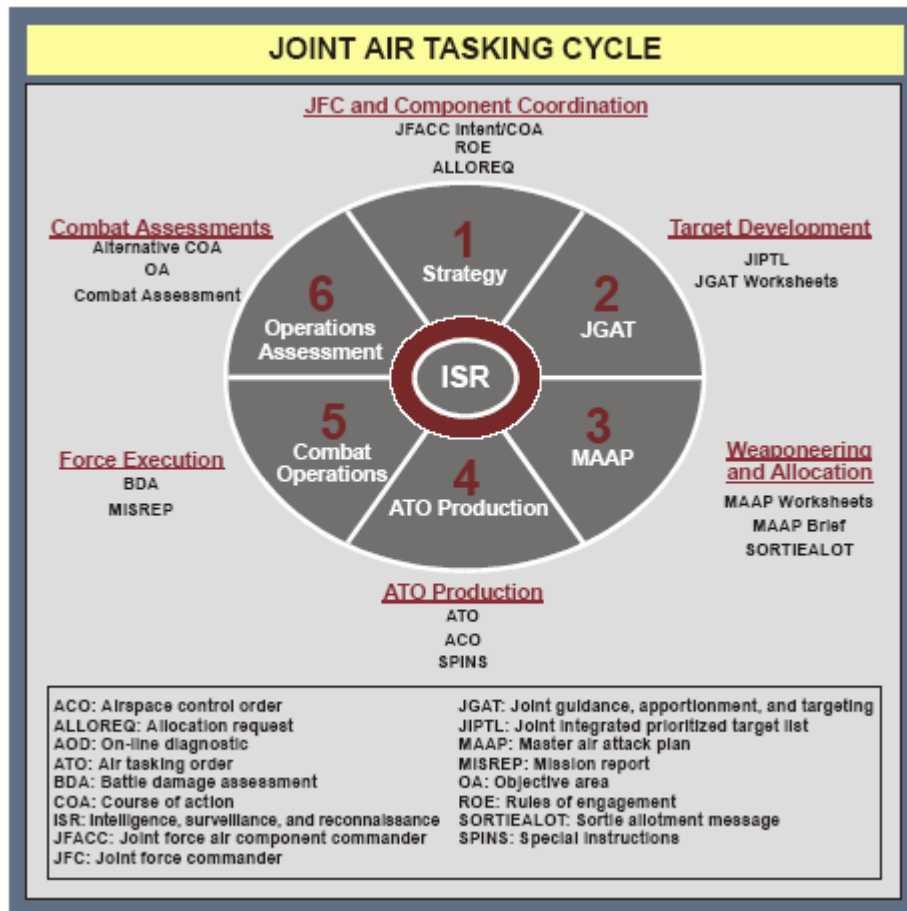 JOINT AIR TASKING CYCLE
JFC and Component Coordination
JFACC Intent/COA
ROE
ALLOREQ
Combat Assessments
Alternative COA
OA
Combat Assessment
Target Development
JIPTL
JGAT Worksheets
1
Strategy
2
JGAT
3
MAAP
4
ATO Production
5
Combat
Operations
6
Operations
Assessment
ISR
Force Execution
BDA
MISREP
Weaponeering
and Allocation
MAAP Worksheets
MAAP Brief
SORTIEALOT
ATO Production
ATO
ACO
SPINS
ACO: Airspace control order
ALLOREQ: Allocation request
AOD: On-line diagnostic
ATO: Air tasking order
BDA: Battle damage assessment
COA: Course of action
ISR: Intelligence, surveillance, and reconnaissance
JFACC: Joint force air component commander
JFC: Joint force commander
JGAT: Joint guidance, apportionment, and targeting
JIPTL: Joint integrated prioritized target list
MAAP: Master air attack plan
MISREP: Mission report
OA: Objective area
ROE: Rules of engagement
SORTIEALOT: Sortie allotment message
SPINS: Special instructions